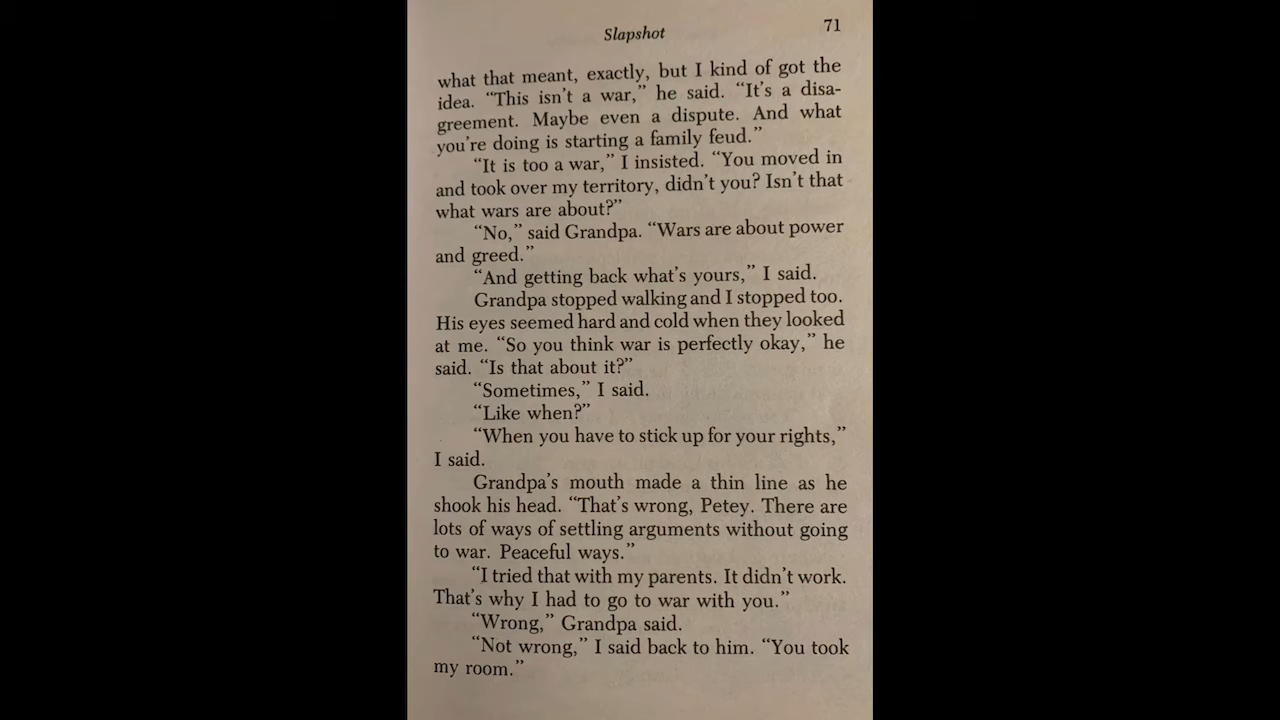 Slapshot
71
what that meant, exactly, but I kind of got the
idea. “This isn’t a war,” he said. “It’s a disa-
greement. Maybe even a dispute. And what
you’re doing is starting a family feud.”
“It is too a war,” I insisted. “You moved in
and took over my territory, didn’t you? Isn’t that
what wars are about?”
“No,” said Grandpa. “Wars are about power
and greed.”
“And getting back what’s yours,” I said.
Grandpa stopped walking and I stopped too.
His eyes seemed hard and cold when they looked
at me. “So you think war is perfectly okay,” he
said. “Is that about it?”
“Sometimes,” I said.
“Like when?”
“When you have to stick up for your rights,”
I said.
Grandpa’s mouth made a thin line as he
shook his head. “That’s wrong, Petey. There are
lots of ways of settling arguments without going
to war. Peaceful ways.”
“I tried that with my parents. It didn’t work.
That’s why I had to go to war with you.”
“Wrong,” Grandpa said.
“Not wrong,” I said back to him. “You took
my room.”